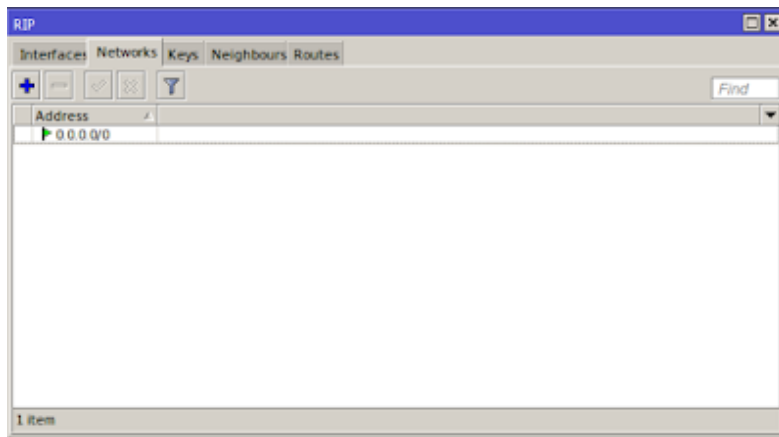 RIP
Interfaces Networks Keys Neighbours Routes
Find
Address
0.0.0.0/0
1 item